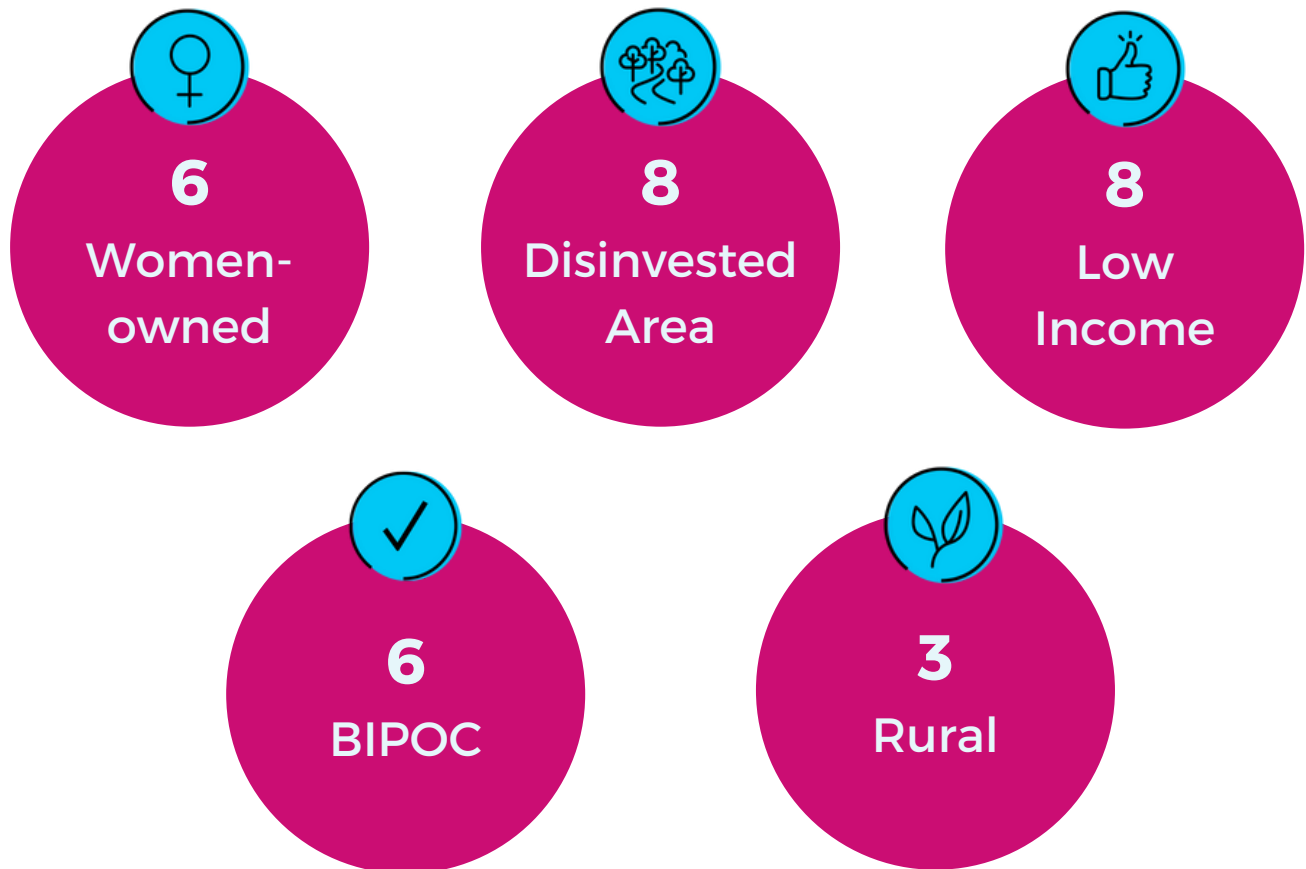 6
Women-
owned
8
Disinvested
Area
8
Low
Income
6
BIPOC
3
Rural